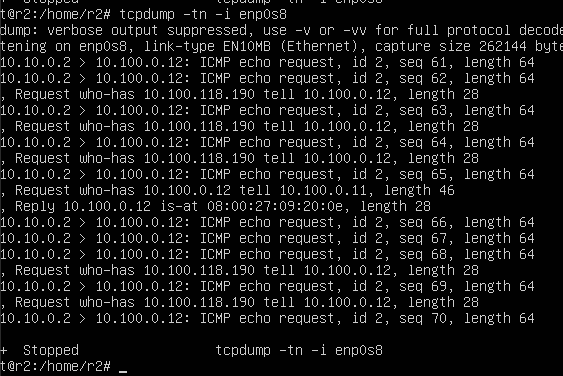 t@r2:/home/r2# tcpdump -tn -i enp0s8
dump: verbose output suppressed, use -v or -vv for full protocol decode
tening on enp0s8, link-type EN10MB (Ethernet), capture size 262144 byte
10.10.0.2 > 10.100.0.12: ICMP echo request, id 2, seq 61, length 64
10.10.0.2 > 10.100.0.12: ICMP echo request, id 2, seq 62, length 64
, Request who-has 10.100.118.190 tell 10.100.0.12, length 28
10.10.0.2 > 10.100.0.12: ICMP echo request, id 2, seq 63, length 64
, Request who-has 10.100.118.190 tell 10.100.0.12, length 28
10.10.0.2 > 10.100.0.12: ICMP echo request, id 2, seq 64, length 64
, Request who-has 10.100.118.190 tell 10.100.0.12, length 28
10.10.0.2 > 10.100.0.12: ICMP echo request, id 2, seq 65, length 64
, Request who-has 10.100.0.12 tell 10.100.0.11, length 46
, Reply 10.100.0.12 is-at 08:00:27:09:20:0e, length 28
10.10.0.2 > 10.100.0.12: ICMP echo request, id 2, seq 66, length 64
10.10.0.2 > 10.100.0.12: ICMP echo request, id 2, seq 67, length 64
10.10.0.2 > 10.100.0.12: ICMP echo request, id 2, seq 68, length 64
, Request who-has 10.100.118.190 tell 10.100.0.12, length 28
10.10.0.2 > 10.100.0.12: ICMP echo request, id 2, seq 69, length 64
, Request who-has 10.100.118.190 tell 10.100.0.12, length 28
10.10.0.2 > 10.100.0.12: ICMP echo request, id 2, seq 70, length 64
+ Stopped tcpdump -tn -i enp0s8
t@r2:/home/r2# _